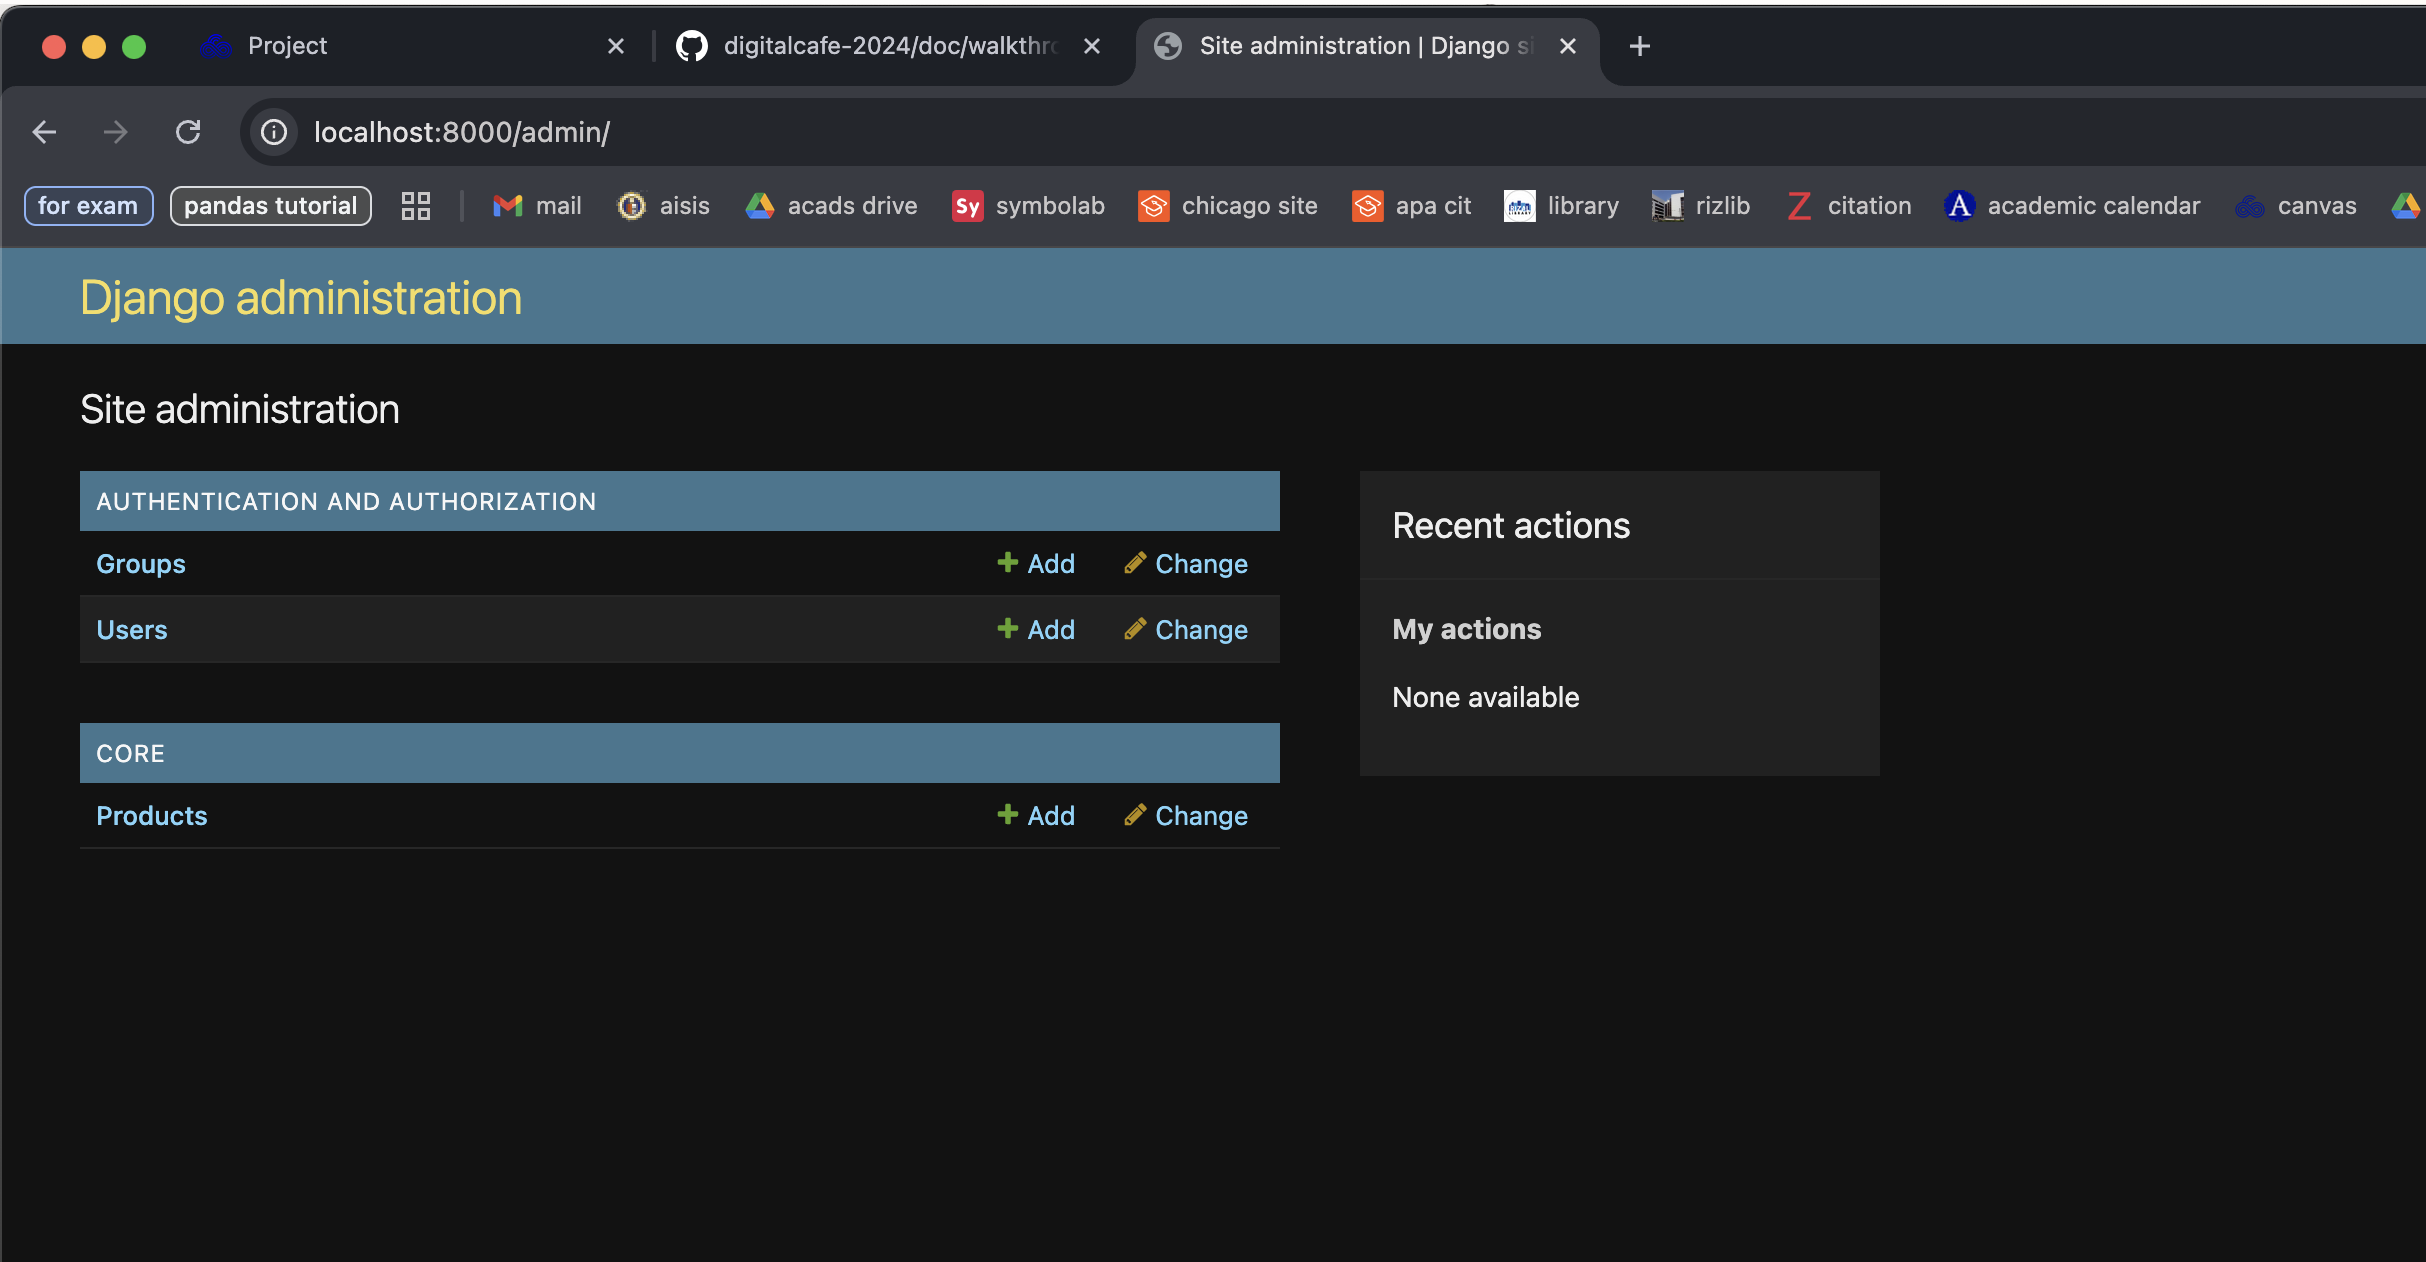 Project
digitalcafe-2024/doc/walkthro
Site administration | Django si
localhost:8000/admin/
for exam
pandas tutorial
mail
aisis
acads drive
Sy symbolab
chicago site
apa cit
library
rizlib
Z citation
A academic calendar
canvas
Django administration
Site administration
AUTHENTICATION AND AUTHORIZATION
Groups Add Change
Users Add Change
CORE
Products Add Change
Recent actions
My actions
None available